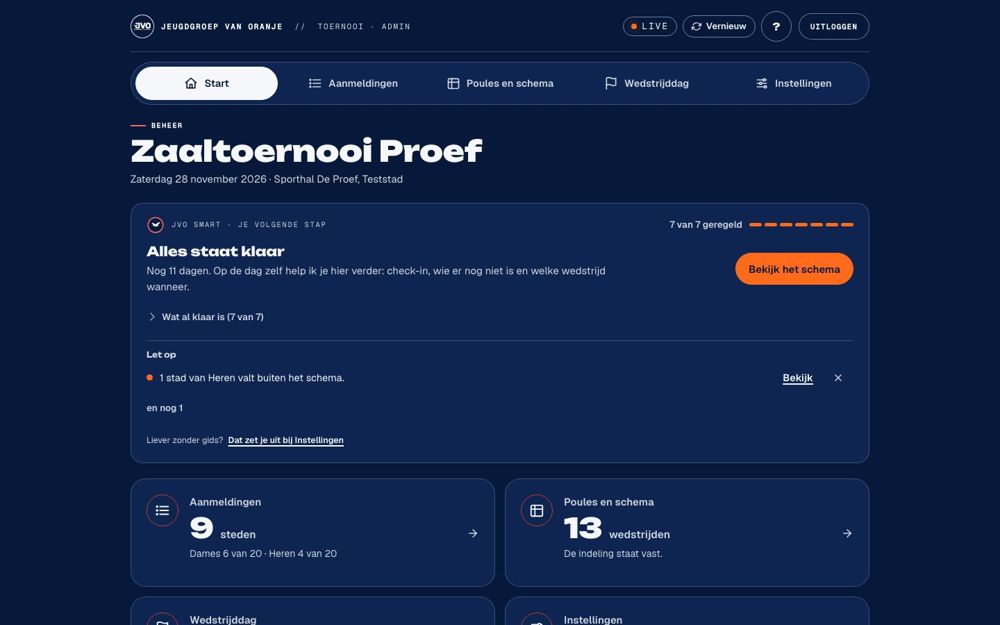 JVO JEUGDGROEP VAN ORANJE // TOERNOOI · ADMIN
LIVE
Vernieuw
?
UITLOGGEN
Start
Aanmeldingen
Poules en schema
Wedstrijddag
Instellingen
BEHEER
Zaaltoernooi Proef
Zaterdag 28 november 2026 · Sporthal De Proef, Teststad
JVO SMART · JE VOLGENDE STAP
7 van 7 geregeld
Alles staat klaar
Nog 11 dagen. Op de dag zelf help ik je hier verder: check-in, wie er nog niet is en welke wedstrijd
wanneer.
Bekijk het schema
Wat al klaar is (7 van 7)
Let op
1 stad van Heren valt buiten het schema.
Bekijk
en nog 1
Liever zonder gids? Dat zet je uit bij Instellingen
Aanmeldingen
9 steden
Dames 6 van 20 · Heren 4 van 20
Poules en schema
13 wedstrijden
De indeling staat vast.
Wedstrijddag
Instellingen